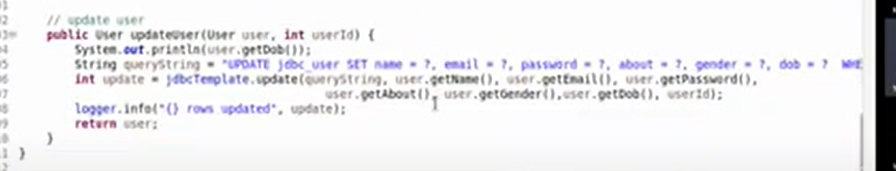 // update user
public User updateUser(User user, int userId) {
System.out.println(user.getDob());
String queryString = "UPDATE jdbc_user SET name = ?, email = ?, password = ?, about = ?, gender = ?, dob = ? WHE
int update = jdbcTemplate.update(queryString, user.getName(), user.getEmail(), user.getPassword(),
user.getAbout(), user.getGender(),user.getDob(), userId);
logger.info("{} rows updated", update);
return user;
}
}